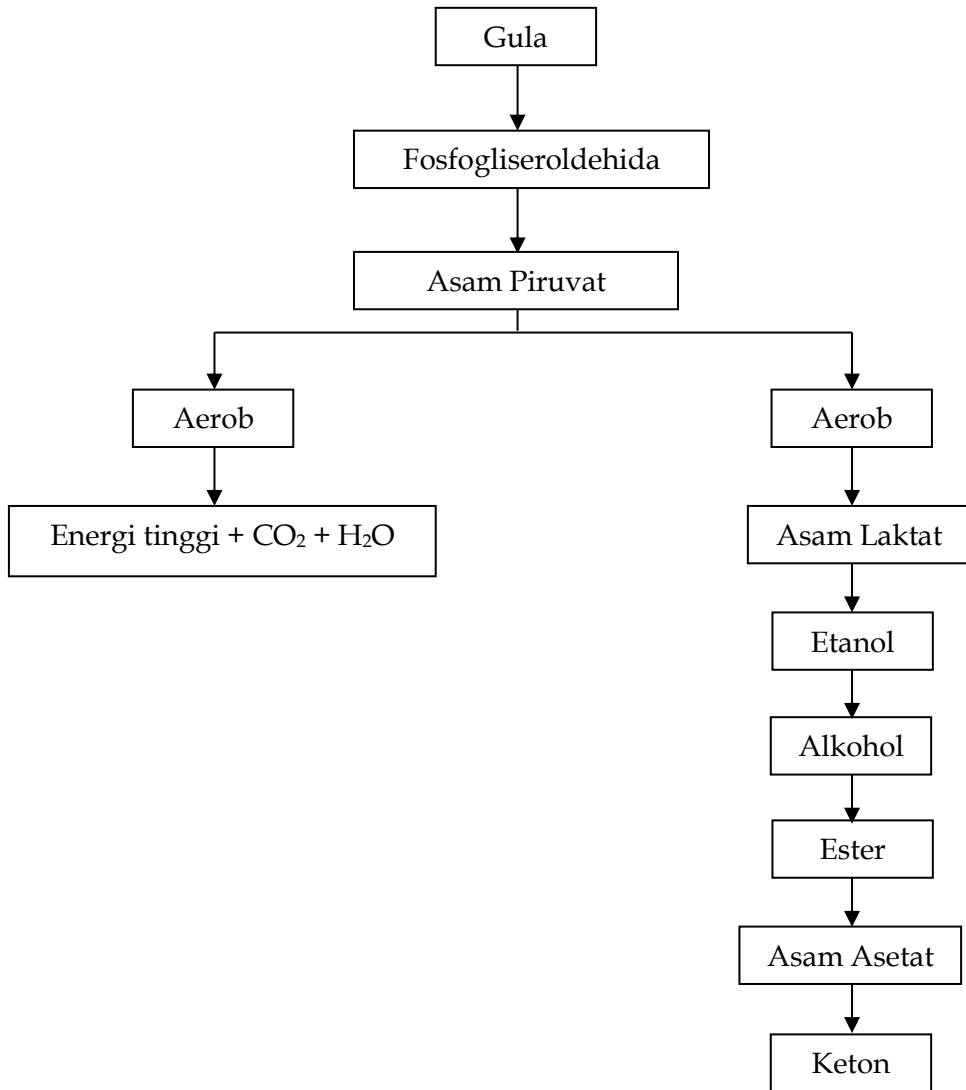 Gula
Fosfogliseroldehida
Asam Piruvat
Aerob
Aerob
Energi tinggi + CO₂ + H₂O
Asam Laktat
Etanol
Alkohol
Ester
Asam Asetat
Keton